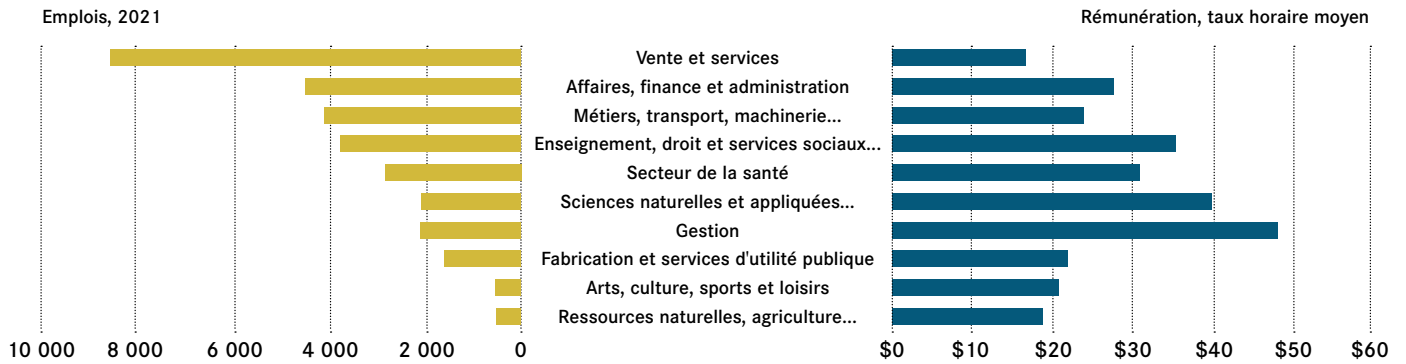 Emplois, 2021
Rémunération, taux horaire moyen
Vente et services
Affaires, finance et administration
Métiers, transport, machinerie...
Enseignement, droit et services sociaux...
Secteur de la santé
Sciences naturelles et appliquées...
Gestion
Fabrication et services d'utilité publique
Arts, culture, sports et loisirs
Ressources naturelles, agriculture...
10 000 8 000 6 000 4 000 2 000 0 $0 $10 $20 $30 $40 $50 $60